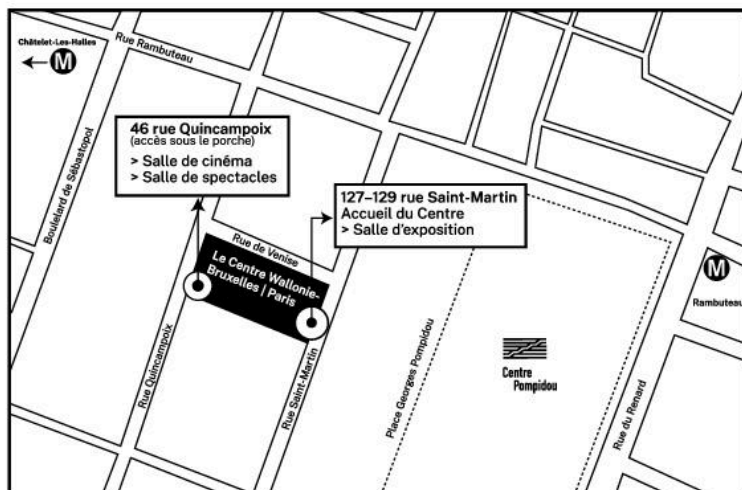 Châtelet-Les-Halles
M
Rue Rambuteau
Boulelard de Sébastopol
46 rue Quincampoix
(accès sous le porche)
> Salle de cinéma
> Salle de spectacles
127–129 rue Saint-Martin
Accueil du Centre
> Salle d'exposition
Rue de Venise
Le Centre Wallonie-
Bruxelles | Paris
Rue Quincampoix
Rue Saint-Martin
Place Georges Pompidou
Centre
Pompidou
M
Rambuteau
Rue du Renard